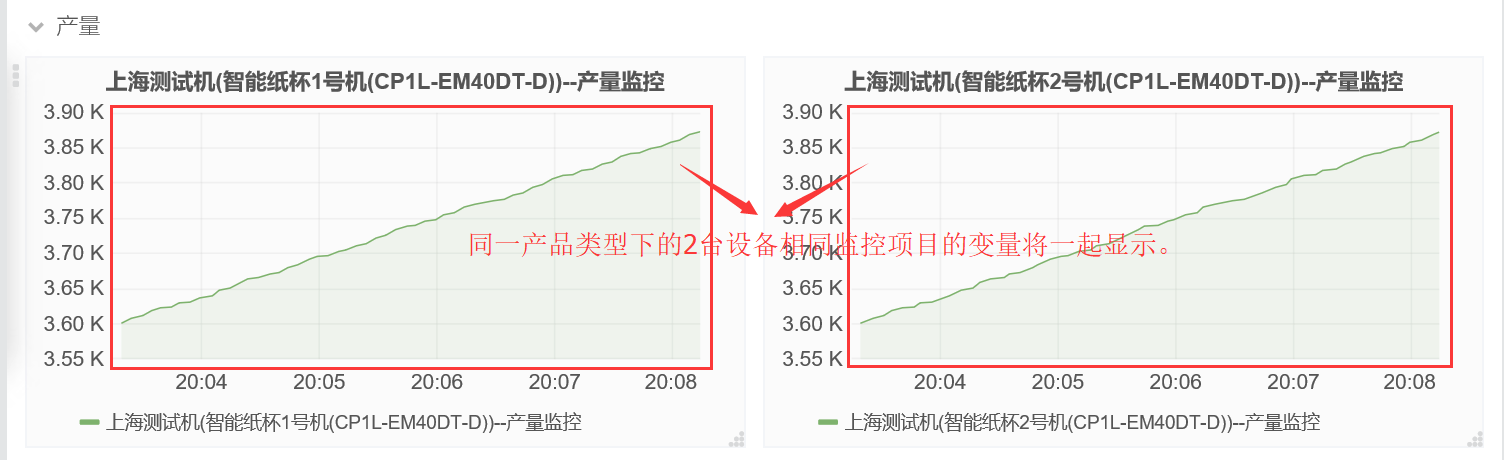 产量
上海测试机(智能纸杯1号机(CP1L-EM40DT-D))--产量监控
3.90 K
3.85 K
3.80 K
3.75 K
3.70 K
3.65 K
3.60 K
3.55 K
20:04 20:05 20:06 20:07 20:08
上海测试机(智能纸杯1号机(CP1L-EM40DT-D))--产量监控
上海测试机(智能纸杯2号机(CP1L-EM40DT-D))--产量监控
3.90 K
3.85 K
3.80 K
3.75 K
3.70 K
3.65 K
3.60 K
3.55 K
20:04 20:05 20:06 20:07 20:08
上海测试机(智能纸杯2号机(CP1L-EM40DT-D))--产量监控
同一产品类型下的2台设备相同监控项目的变量将一起显示。